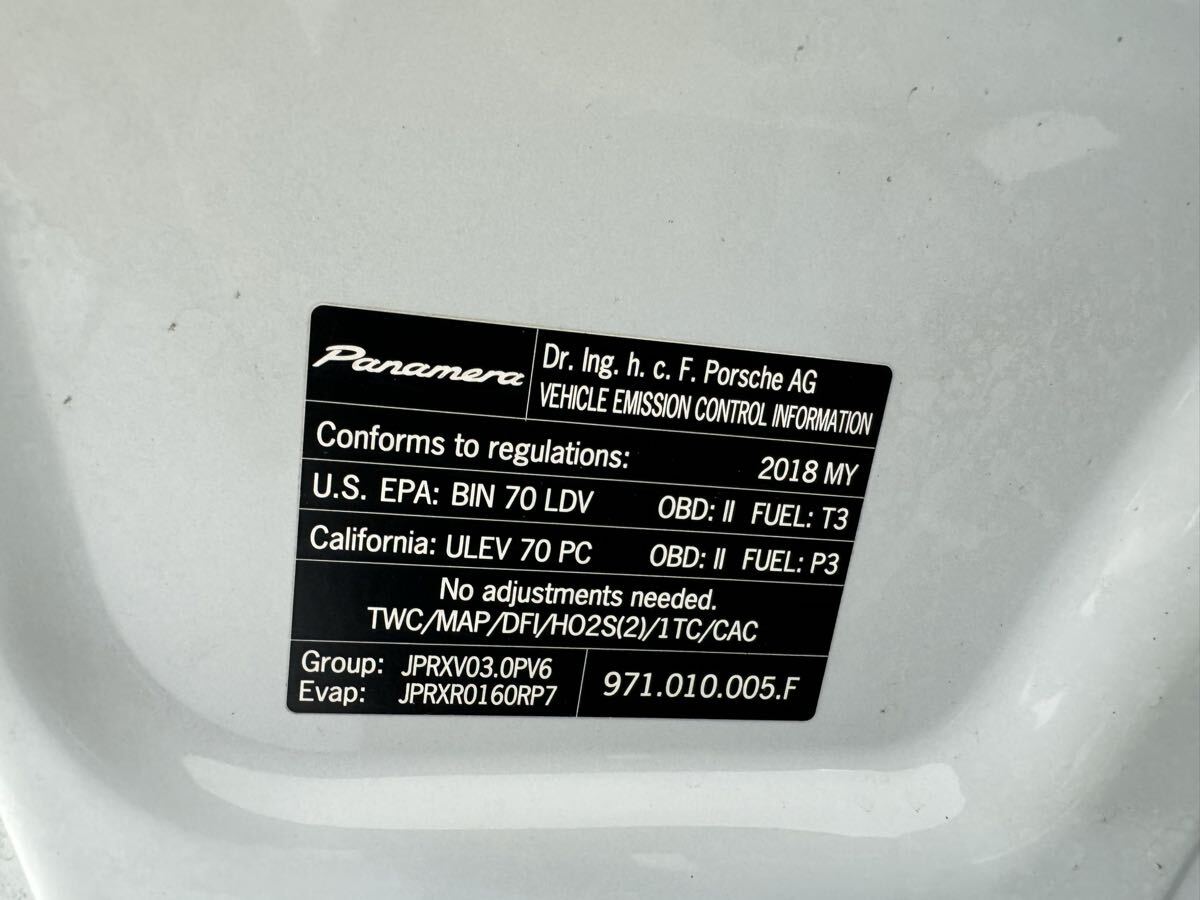 Panamera
Dr. Ing. h. c. F. Porsche AG
VEHICLE EMISSION CONTROL INFORMATION
Conforms to regulations: 2018 MY
U.S. EPA: BIN 70 LDV OBD: II FUEL: T3
California: ULEV 70 PC OBD: II FUEL: P3
No adjustments needed.
TWC/MAP/DFI/HO2S(2)/1TC/CAC
Group: JPRXV03.0PV6
Evap: JPRXR0160RP7
971.010.005.F